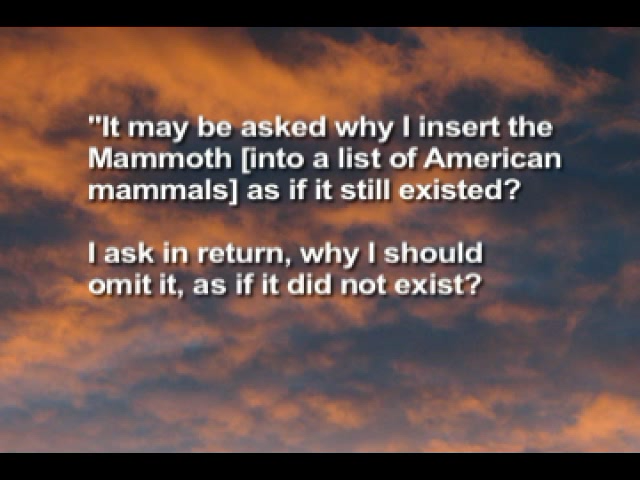 "It may be asked why I insert the
Mammoth [into a list of American
mammals] as if it still existed?
I ask in return, why I should
omit it, as if it did not exist?